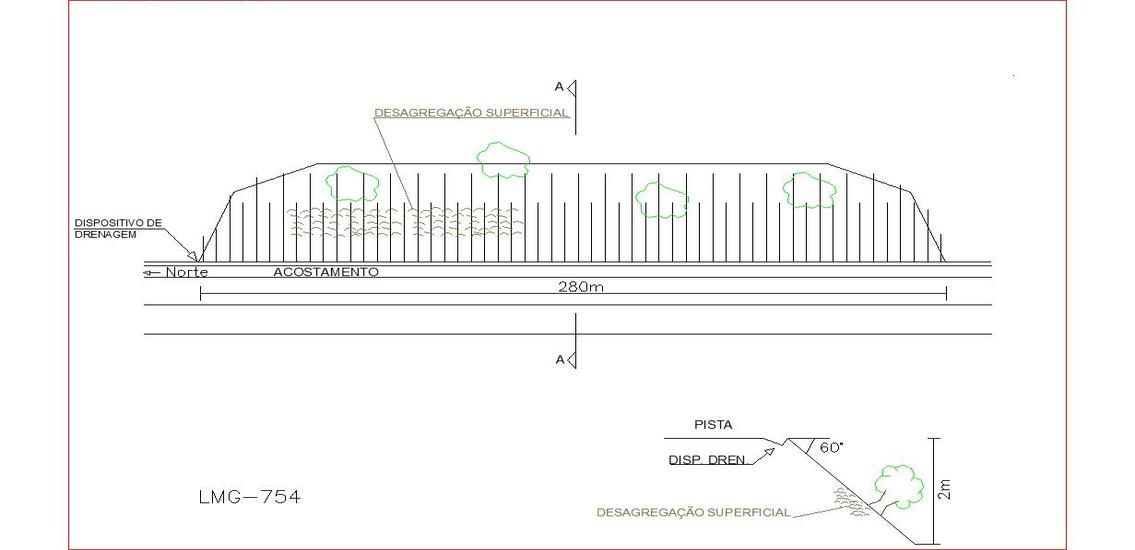 A
DESAGREGAÇÃO SUPERFICIAL
DISPOSITIVO DE
DRENAGEM
Norte
ACOSTAMENTO
280m
A
PISTA
60°
DISP. DREN.
2m
LMG-754
DESAGREGAÇÃO SUPERFICIAL